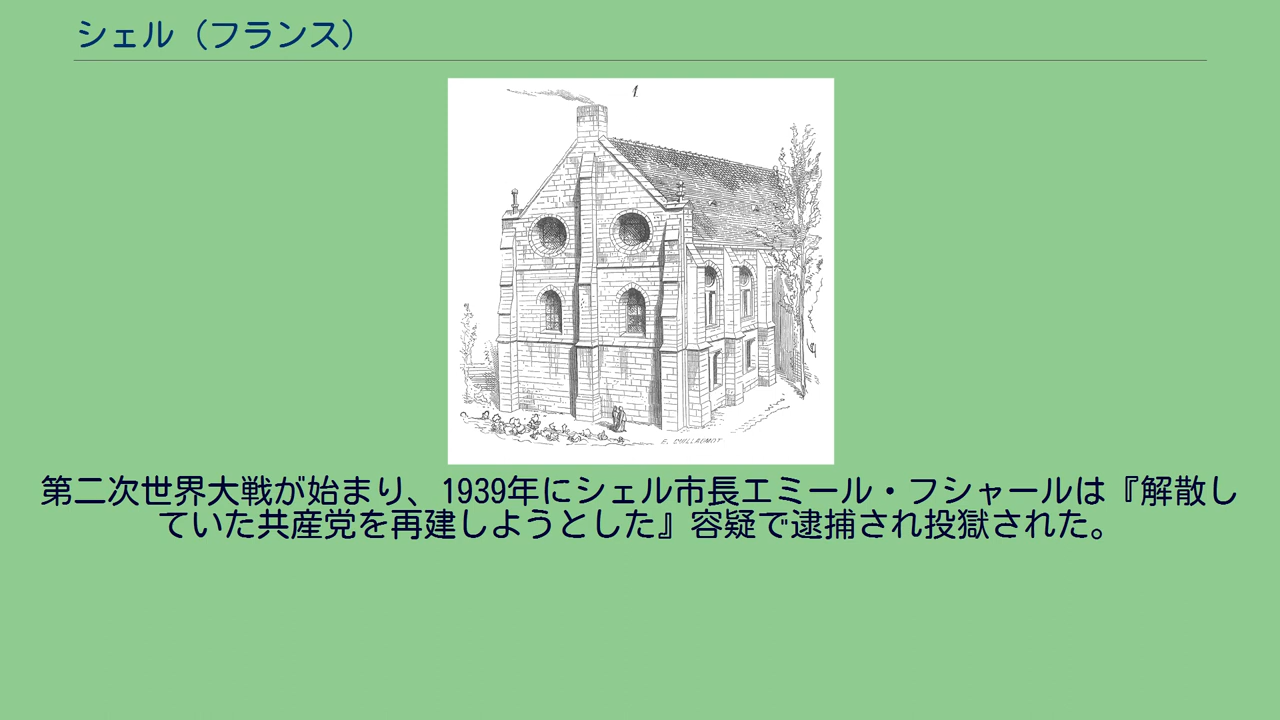 シェル（フランス）
1
E. GUILLAUMOT
第二次世界大戦が始まり、1939年にシェル市長エミール・フシャールは『解散し
ていた共産党を再建しようとした』容疑で逮捕され投獄された。